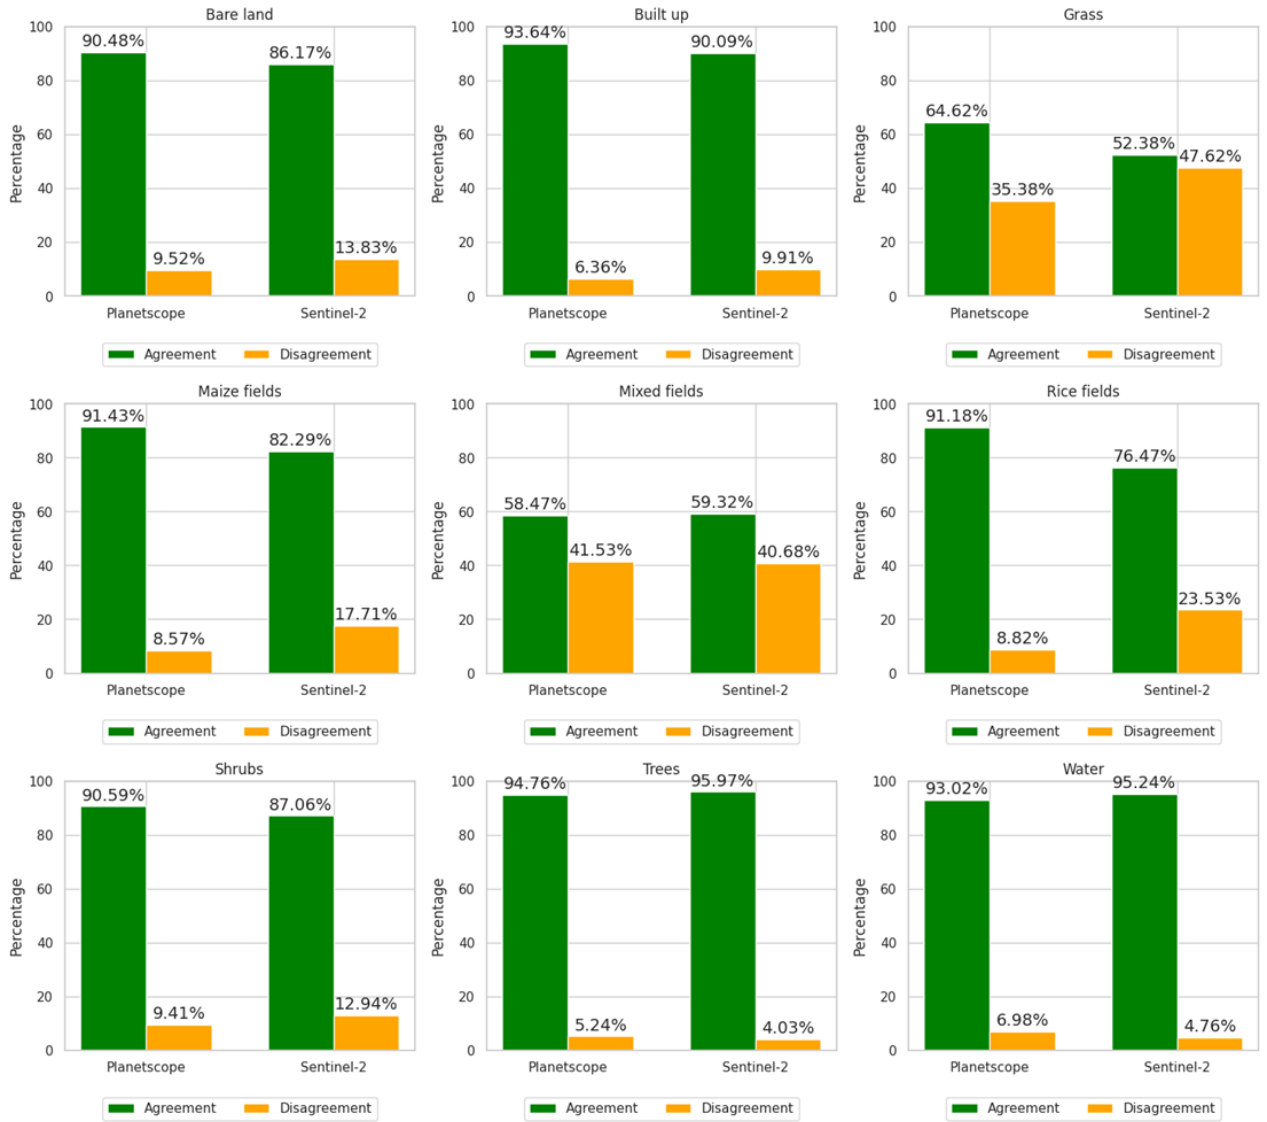 Bare land
Built up
Grass
100
80
60
40
20
0
Percentage
90.48%
9.52%
86.17%
13.83%
Planetscope
Sentinel-2
Agreement Disagreement
100
80
60
40
20
0
Percentage
93.64%
6.36%
90.09%
9.91%
Planetscope
Sentinel-2
Agreement Disagreement
100
80
60
40
20
0
Percentage
64.62%
35.38%
52.38%
47.62%
Planetscope
Sentinel-2
Agreement Disagreement
Maize fields
Mixed fields
Rice fields
100
80
60
40
20
0
Percentage
91.43%
8.57%
82.29%
17.71%
Planetscope
Sentinel-2
Agreement Disagreement
100
80
60
40
20
0
Percentage
58.47%
41.53%
59.32%
40.68%
Planetscope
Sentinel-2
Agreement Disagreement
100
80
60
40
20
0
Percentage
91.18%
8.82%
76.47%
23.53%
Planetscope
Sentinel-2
Agreement Disagreement
Shrubs
Trees
Water
100
80
60
40
20
0
Percentage
90.59%
9.41%
87.06%
12.94%
Planetscope
Sentinel-2
Agreement Disagreement
100
80
60
40
20
0
Percentage
94.76%
5.24%
95.97%
4.03%
Planetscope
Sentinel-2
Agreement Disagreement
100
80
60
40
20
0
Percentage
93.02%
6.98%
95.24%
4.76%
Planetscope
Sentinel-2
Agreement Disagreement